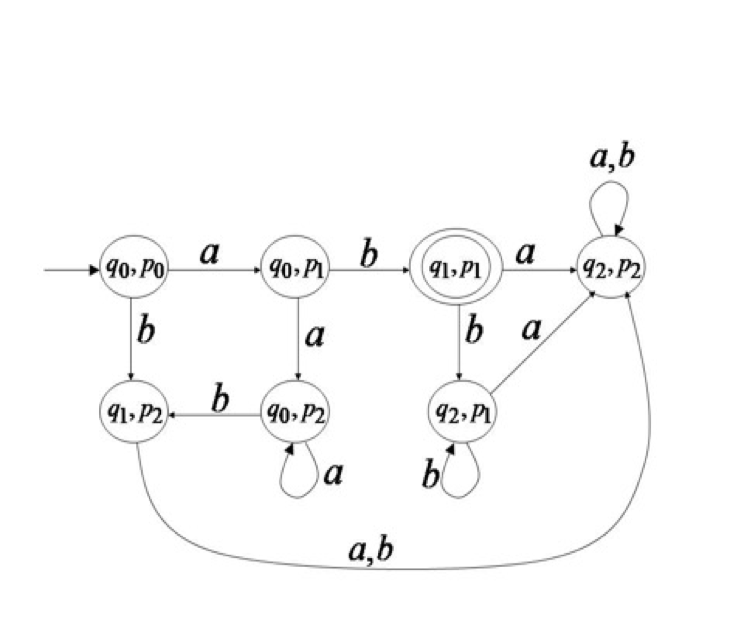 a,b
q0,p0 a q0,p1 b q1,p1 a q2,p2
b a b a
q1,p2 b q0,p2 q2,p1
a b
a,b